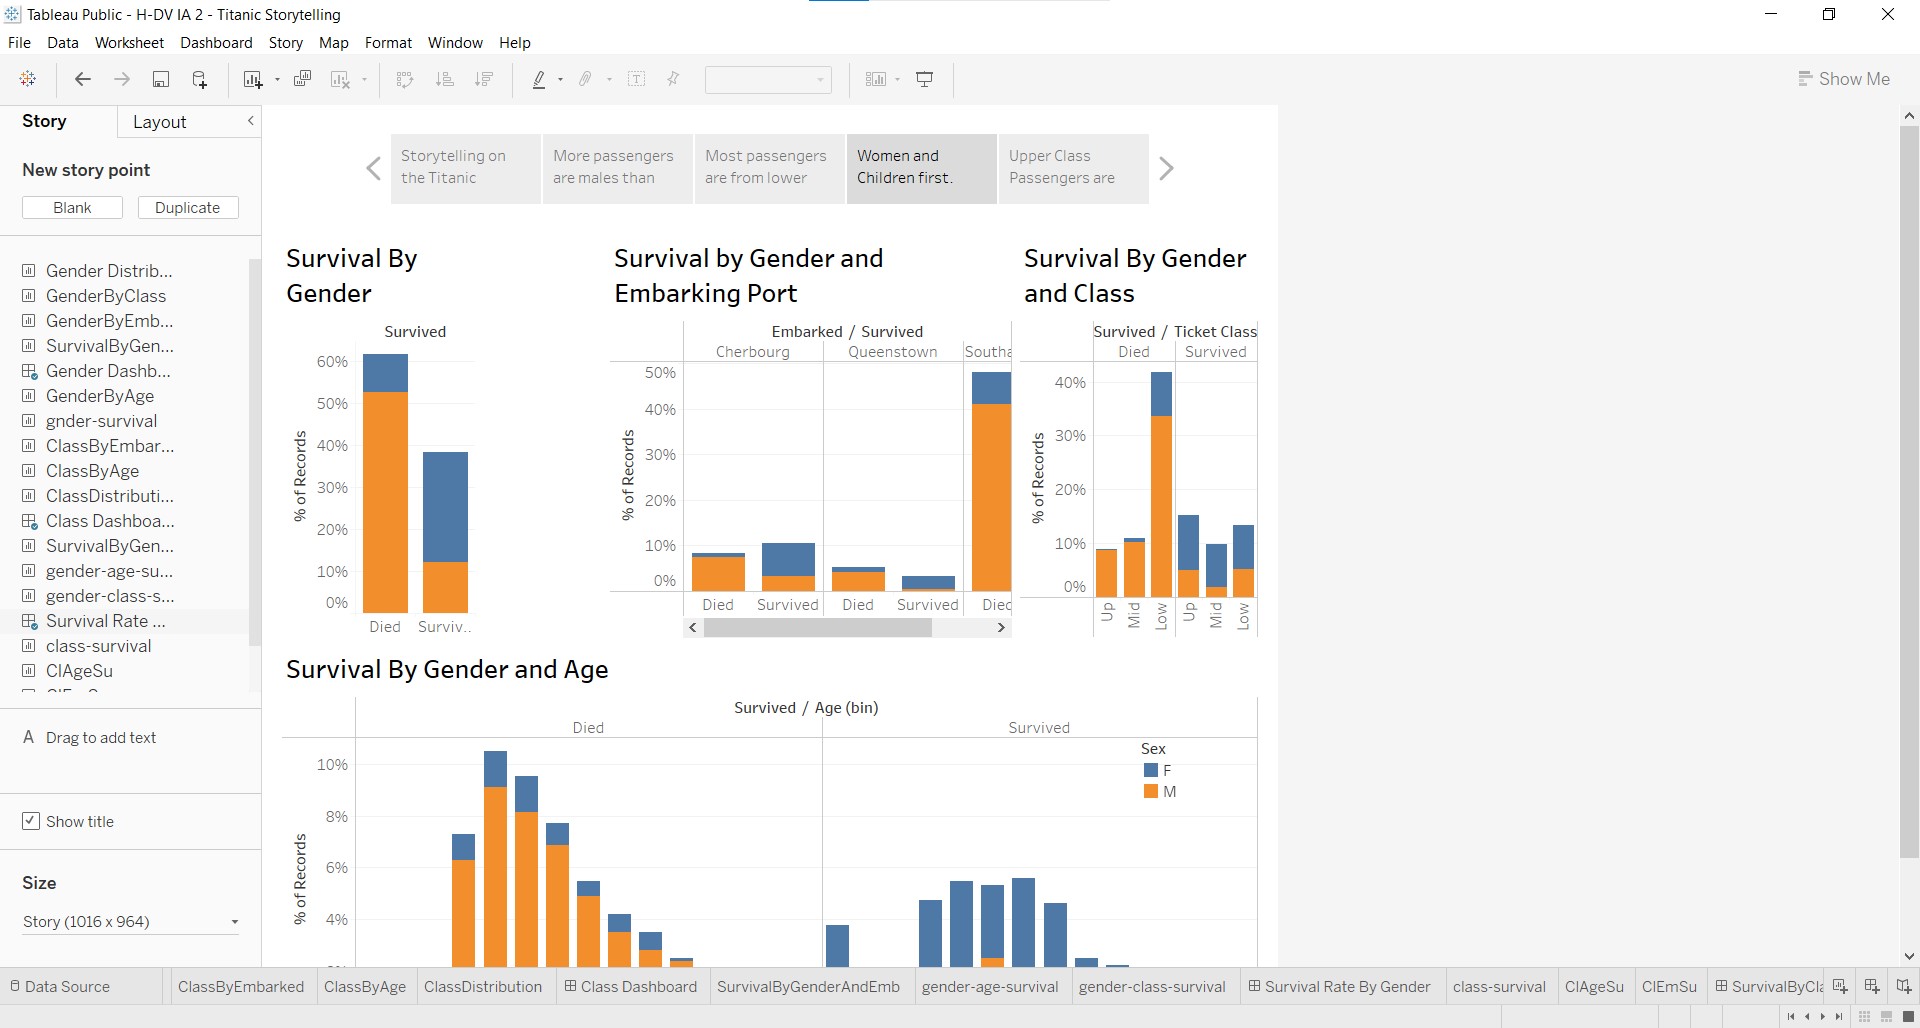 Tableau Public - H-DV IA 2 - Titanic Storytelling
File Data Worksheet Dashboard Story Map Format Window Help
Show Me
Story Layout
New story point
Blank Duplicate
Gender Distrib...
GenderByClass
GenderByEmb...
SurvivalByGen...
Gender Dashb...
GenderByAge
gnder-survival
ClassByEmbar...
ClassByAge
ClassDistributi...
Class Dashboa...
SurvivalByGen...
gender-age-su...
gender-class-s...
Survival Rate ...
class-survival
ClAgeSu
A Drag to add text
Show title
Size
Story (1016 x 964)
Storytelling on
the Titanic
More passengers
are males than
Most passengers
are from lower
Women and
Children first.
Upper Class
Passengers are
Survival By
Gender
Survived
60%
50%
40%
30%
20%
10%
0%
% of Records
Died Surviv..
Survival by Gender and
Embarking Port
Embarked / Survived
Cherbourg Queenstown Southa
50%
40%
30%
20%
10%
0%
% of Records
Died Survived Died Survived Died
Survival By Gender
and Class
Survived / Ticket Class
Died Survived
40%
30%
20%
10%
0%
% of Records
Up Mid Low Up Mid Low
Survival By Gender and Age
Survived / Age (bin)
Died Survived
10%
8%
6%
4%
% of Records
Sex
F
M
Data Source ClassByEmbarked ClassByAge ClassDistribution Class Dashboard SurvivalByGenderAndEmb gender-age-survival gender-class-survival Survival Rate By Gender class-survival ClAgeSu ClEmSu SurvivalByCla